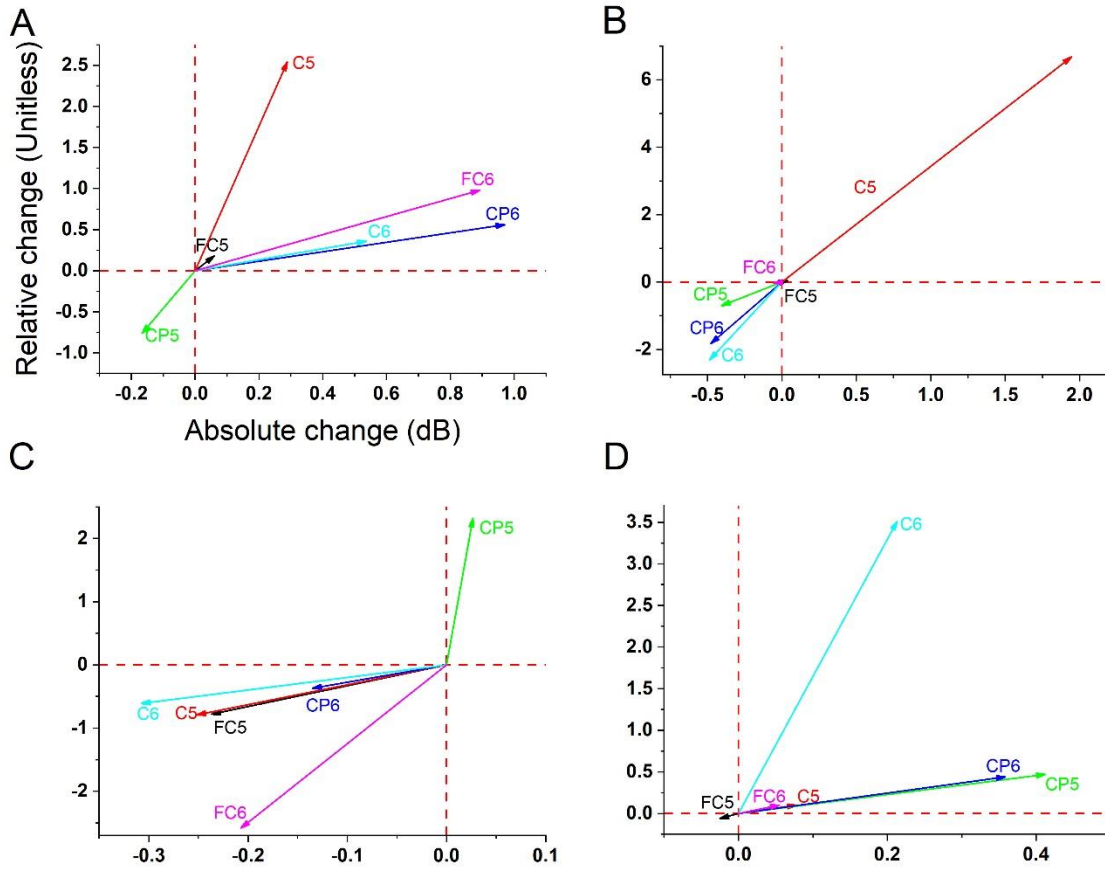 A
Relative change (Unitless)
2.5
2.0
1.5
1.0
0.5
0.0
-0.5
-1.0
C5
FC6
CP6
C6
FC5
CP5
-0.2 0.0 0.2 0.4 0.6 0.8 1.0
Absolute change (dB)
B
6
4
2
0
-2
C5
FC6
FC5
CP5
CP6
C6
-0.5 0.0 0.5 1.0 1.5 2.0
C
2
1
0
-1
-2
CP5
CP6
C6
C5
FC5
FC6
-0.3 -0.2 -0.1 0.0 0.1
D
3.5
3.0
2.5
2.0
1.5
1.0
0.5
0.0
C6
CP6
CP5
FC6
C5
FC5
0.0 0.2 0.4